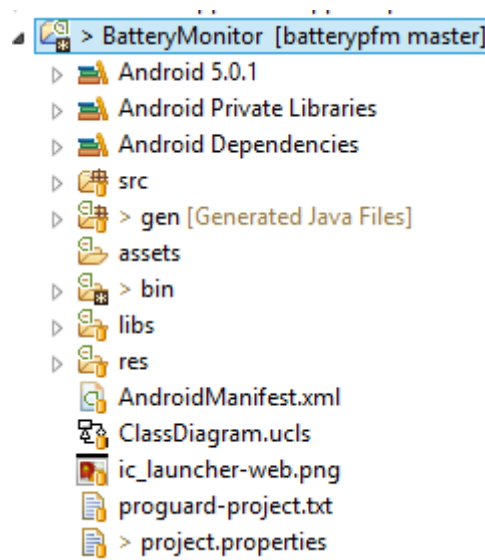 > BatteryMonitor [batterypfm master]
Android 5.0.1
Android Private Libraries
Android Dependencies
src
> gen [Generated Java Files]
assets
> bin
libs
res
AndroidManifest.xml
ClassDiagram.ucls
ic_launcher-web.png
proguard-project.txt
> project.properties